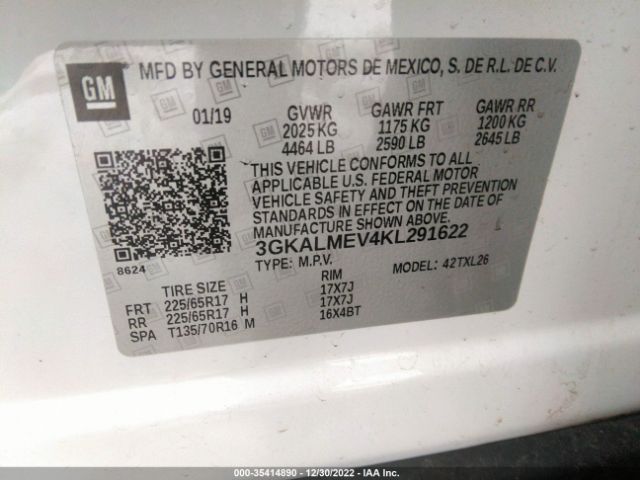 GM
MFD BY GENERAL MOTORS DE MEXICO, S. DE R.L. DE C.V.
01/19 GVWR GAWR FRT GAWR RR
2025 KG 1175 KG 1200 KG
4464 LB 2590 LB 2645 LB
THIS VEHICLE CONFORMS TO ALL
APPLICABLE U.S. FEDERAL MOTOR
VEHICLE SAFETY AND THEFT PREVENTION
STANDARDS IN EFFECT ON THE DATE OF
MANUFACTURE SHOWN ABOVE.
3GKALMEV4KL291622
8624 TYPE: M.P.V. MODEL: 42TXL26
TIRE SIZE RIM
FRT 225/65R17 H 17X7J
RR 225/65R17 H 17X7J
SPA T135/70R16 M 16X4BT
000-35414890 - 12/30/2022 - IAA Inc.